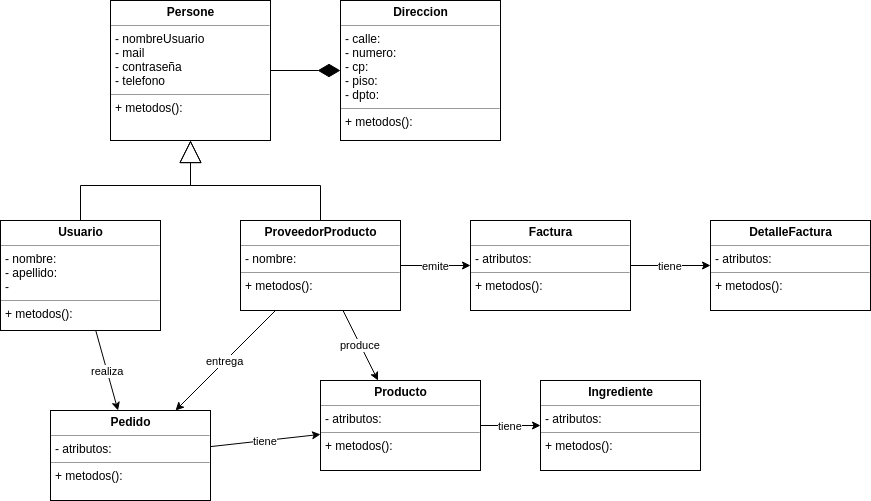 Persone
- nombreUsuario
- mail
- contraseña
- telefono
+ metodos():
Direccion
- calle:
- numero:
- cp:
- piso:
- dpto:
+ metodos():
Usuario
- nombre:
- apellido:
-
+ metodos():
ProveedorProducto
- nombre:
+ metodos():
emite
Factura
- atributos:
+ metodos():
tiene
DetalleFactura
- atributos:
+ metodos():
realiza
entrega
produce
Pedido
- atributos:
+ metodos():
tiene
Producto
- atributos:
+ metodos():
tiene
Ingrediente
- atributos:
+ metodos():